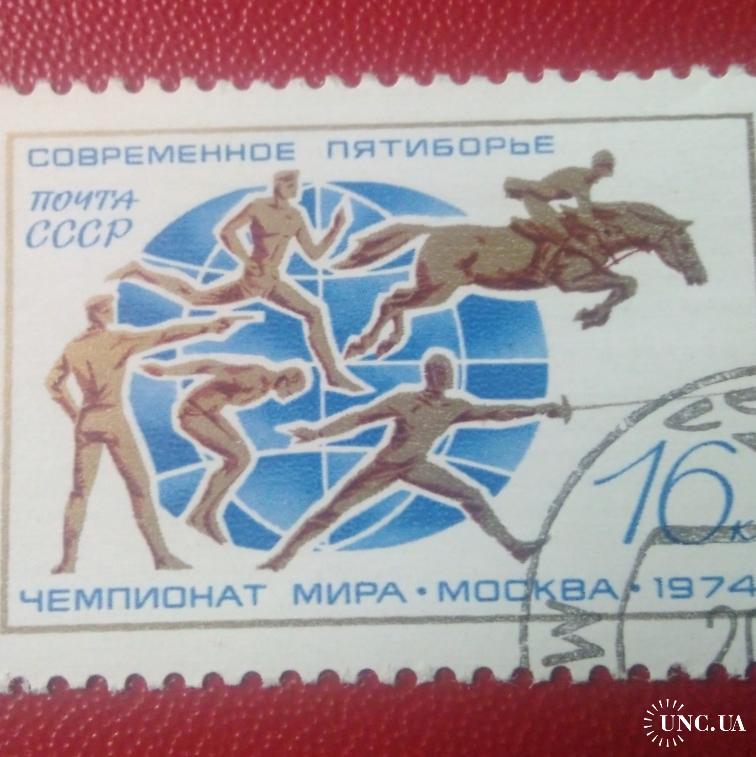 СОВРЕМЕННОЕ ПЯТИБОРЬЕ
ПОЧТА
СССР
16 к
ЧЕМПИОНАТ МИРА • МОСКВА • 1974
UNC.UA